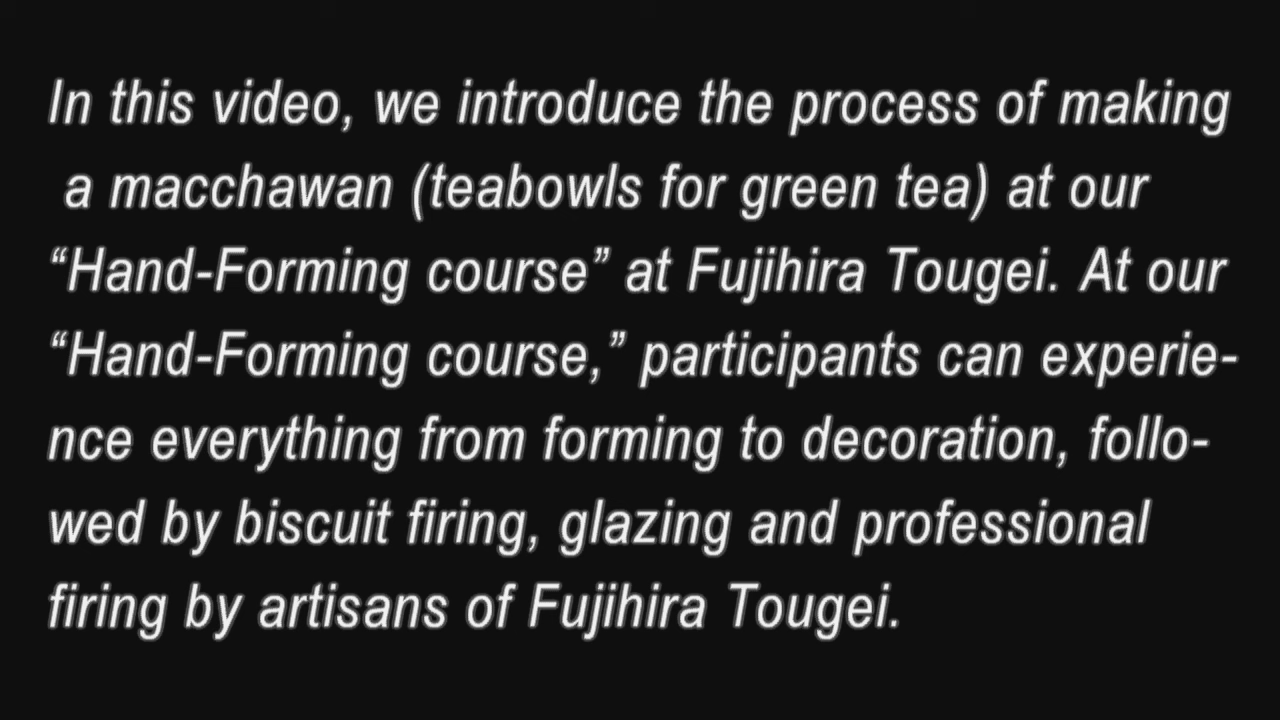 In this video, we introduce the process of making
a macchawan (teabowls for green tea) at our
“Hand-Forming course” at Fujihira Tougei. At our
“Hand-Forming course,” participants can experie-
nce everything from forming to decoration, follo-
wed by biscuit firing, glazing and professional
firing by artisans of Fujihira Tougei.